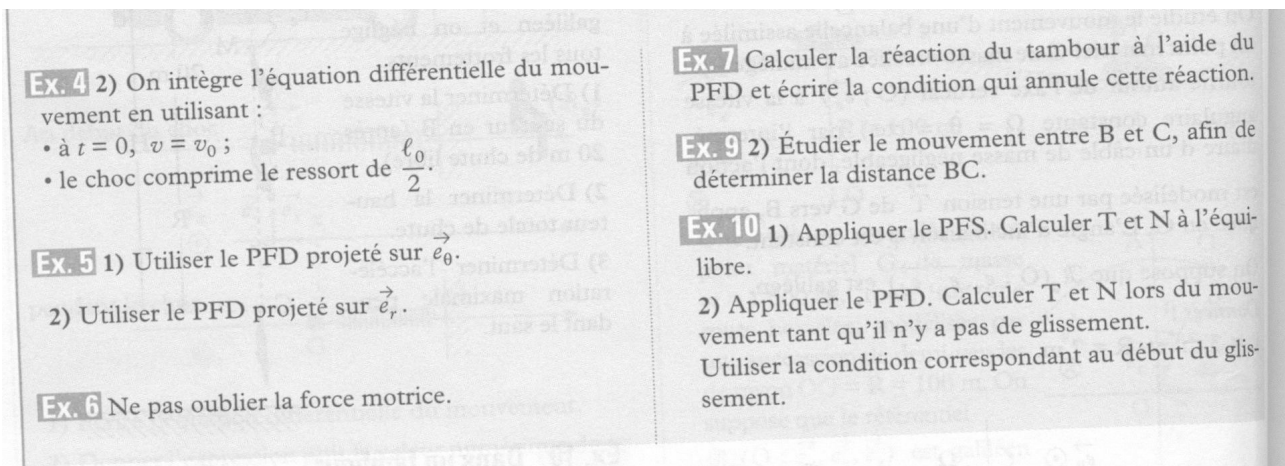 Ex. 4 2) On intègre l'équation différentielle du mou-
vement en utilisant :
• à t = 0, v = v₀ ;
• le choc comprime le ressort de ℓ₀/2.
Ex. 5 1) Utiliser le PFD projeté sur →e_θ.
2) Utiliser le PFD projeté sur →e_r.
Ex. 6 Ne pas oublier la force motrice.
Ex. 7 Calculer la réaction du tambour à l'aide du
PFD et écrire la condition qui annule cette réaction.
Ex. 9 2) Étudier le mouvement entre B et C, afin de
déterminer la distance BC.
Ex. 10 1) Appliquer le PFS. Calculer T et N à l'équi-
libre.
2) Appliquer le PFD. Calculer T et N lors du mou-
vement tant qu'il n'y a pas de glissement.
Utiliser la condition correspondant au début du glis-
sement.